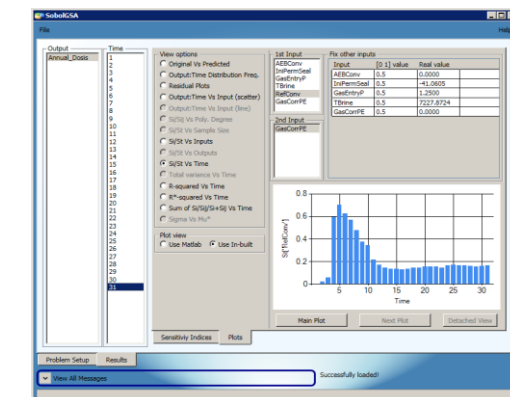 SobolGSA
File
Help
Output
Annual_Dosis
Time
1
2
3
4
5
6
7
8
9
10
11
12
13
14
15
16
17
18
19
20
21
22
23
24
25
26
27
28
29
30
31
View options
Original Vs Predicted
Output:Time Distribution Freq.
Residual Plots
Output:Time Vs Input (scatter)
Output:Time Vs Input (line)
Si/Sij Vs Poly. Degree
Si/St Vs Sample Size
Si/St Vs Inputs
Si/St Vs Outputs
Si/St Vs Time
Total variance Vs Time
R-squared Vs Time
R*-squared Vs Time
Sum of Si/Sij/Si+Sij Vs Time
Sigma Vs Mu*
Plot view
Use Matlab Use In-built
1st Input
AEBConv
IniPermSeal
GasEntryP
TBrine
RefConv
GasCorrPE
2nd Input
GasCorrPE
Fix other inputs
Input [0 1] value Real value
AEBConv 0.5 0.0000
IniPermSeal 0.5 -41.0605
GasEntryP 0.5 1.2500
TBrine 0.5 7227.8724
GasCorrPE 0.5 0.0000
Si['RefConv']
0.8
0.6
0.4
0.2
0
5 10 15 20 25 30
Time
Main Plot Next Plot Detached View
Sensitiviy Indices Plots
Problem Setup Results
View All Messages
Successfully loaded!